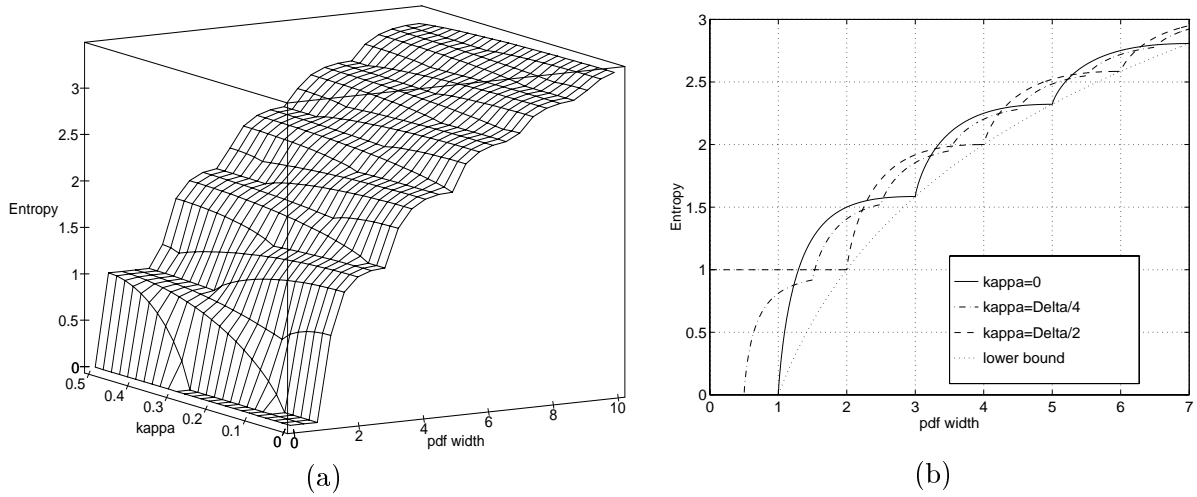 3
2.5
2
1.5
1
0.5
0
Entropy
0.5
0.4
0.3
0.2
0.1
0
kappa
0
2
4
6
8
10
pdf width
(a)
3
2.5
2
1.5
1
0.5
0
Entropy
kappa=0
kappa=Delta/4
kappa=Delta/2
lower bound
0 1 2 3 4 5 6 7
pdf width
(b)